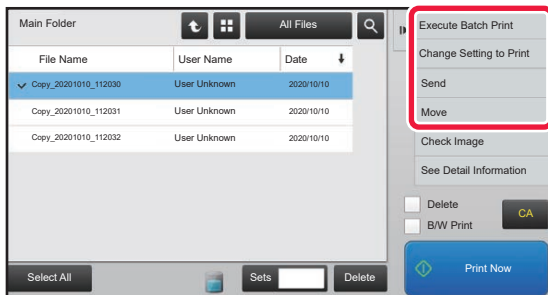 Main Folder
All Files
File Name
User Name
Date
Copy_20201010_112030
User Unknown
2020/10/10
Copy_20201010_112031
User Unknown
2020/10/10
Copy_20201010_112032
User Unknown
2020/10/10
Select All
Sets
Delete
Execute Batch Print
Change Setting to Print
Send
Move
Check Image
See Detail Information
Delete
B/W Print
CA
Print Now